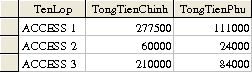 TenLop TongTienChinh TongTienPhu
ACCESS 1 277500 111000
ACCESS 2 60000 24000
ACCESS 3 210000 84000